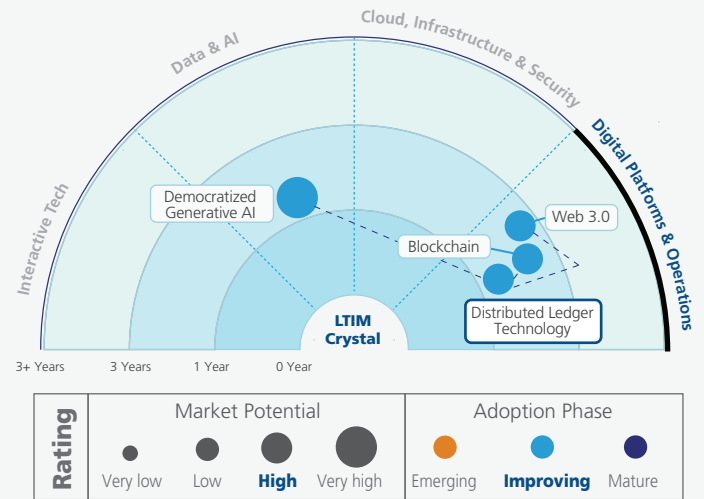 Cloud, Infrastructure & Security
Data & AI
Interactive Tech
Digital Platforms & Operations
Democratized
Generative AI
Web 3.0
Blockchain
Distributed Ledger
Technology
LTIM
Crystal
3+ Years
3 Years
1 Year
0 Year
Rating
Market Potential
Very low
Low
High
Very high
Adoption Phase
Emerging
Improving
Mature